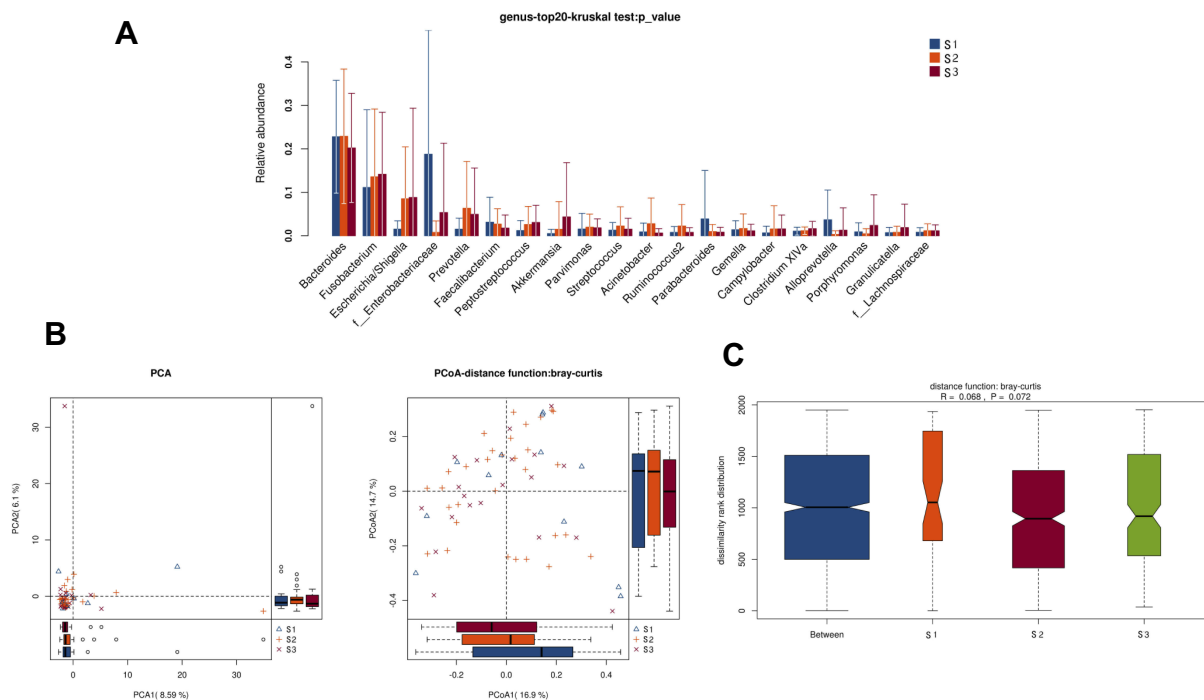 A
genus-top20-kruskal test:p_value
S1
S2
S3
Relative abundance
0.4
0.3
0.2
0.1
0.0
Bacteroides
Fusobacterium
Escherichia/Shigella
f__Enterobacteriaceae
Prevotella
Faecalibacterium
Peptostreptococcus
Akkermansia
Parvimonas
Streptococcus
Acinetobacter
Ruminococcus2
Parabacteroides
Gemella
Campylobacter
Clostridium XIVa
Alloprevotella
Porphyromonas
Granulicatella
f__Lachnospiraceae
B
PCA
PCA2( 6.1 %)
30
20
10
0
0 10 20 30
PCA1( 8.59 %)
S1
S2
S3
PCoA-distance function:bray-curtis
PCoA2( 14.7 %)
0.2
0.0
-0.2
-0.4
-0.2 0.0 0.2 0.4
PCoA1( 16.9 %)
S1
S2
S3
C
distance function: bray-curtis
R = 0.068 , P = 0.072
dissimilarity rank distribution
2000
1500
1000
500
0
Between S1 S2 S3